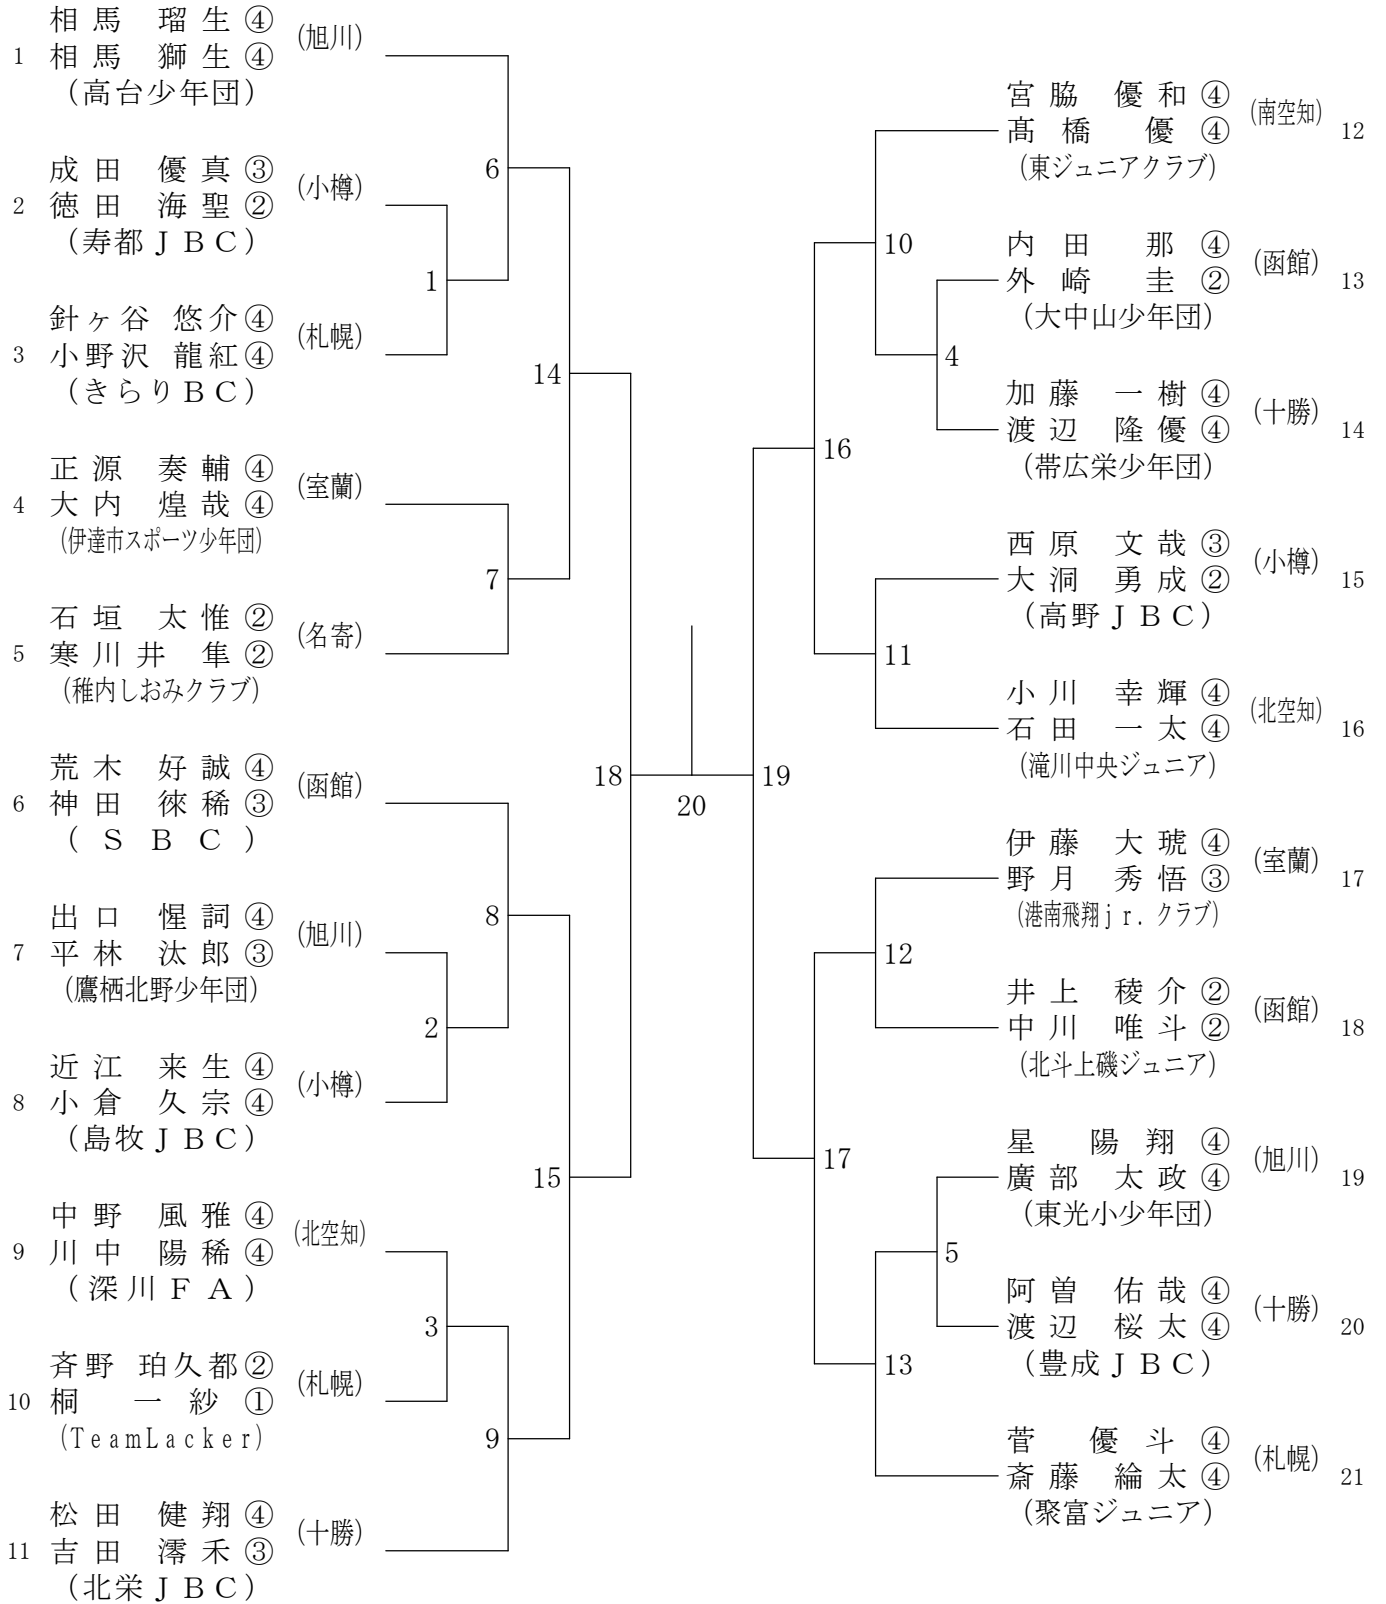 相馬 瑠生④
(旭川)
1 相馬 獅生④
(高台少年団)
成田 優真③
(小樽)
2 徳田 海聖②
(寿都JBC)
針ヶ谷 悠介④
(札幌)
3 小野沢 龍紅④
(きらりBC)
正源 奏輔④
(室蘭)
4 大内 煌哉④
(伊達市スポーツ少年団)
石垣 太惟②
(名寄)
5 寒川井 隼②
(稚内しおみクラブ)
荒木 好誠④
(函館)
6 神田 徠稀③
(SBC)
出口 惺詞④
(旭川)
7 平林 汰郎③
(鷹栖北野少年団)
近江 来生④
(小樽)
8 小倉 久宗④
(島牧JBC)
中野 風雅④
(北空知)
9 川中 陽稀④
(深川FA)
斉野 珀久都②
(札幌)
10 桐 一紗①
(TeamLacker)
松田 健翔④
(十勝)
11 吉田 澪禾③
(北栄JBC)
6
1
14
7
8
2
15
3
9
18
20
19
10
4
16
11
12
17
5
13
宮脇 優和④
(南空知)
髙橋 優④ 12
(東ジュニアクラブ)
内田 那④
(函館)
外崎 圭② 13
(大中山少年団)
加藤 一樹④
(十勝)
渡辺 隆優④ 14
(帯広栄少年団)
西原 文哉③
(小樽)
大洞 勇成② 15
(高野JBC)
小川 幸輝④
(北空知)
石田 一太④ 16
(滝川中央ジュニア)
伊藤 大琥④
(室蘭)
野月 秀悟③ 17
(港南飛翔jr.クラブ)
井上 稜介②
(函館)
中川 唯斗② 18
(北斗上磯ジュニア)
星 陽翔④
(旭川)
廣部 太政④ 19
(東光小少年団)
阿曽 佑哉④
(十勝)
渡辺 桜太④ 20
(豊成JBC)
菅 優斗④
(札幌)
斎藤 綸太④ 21
(聚富ジュニア)